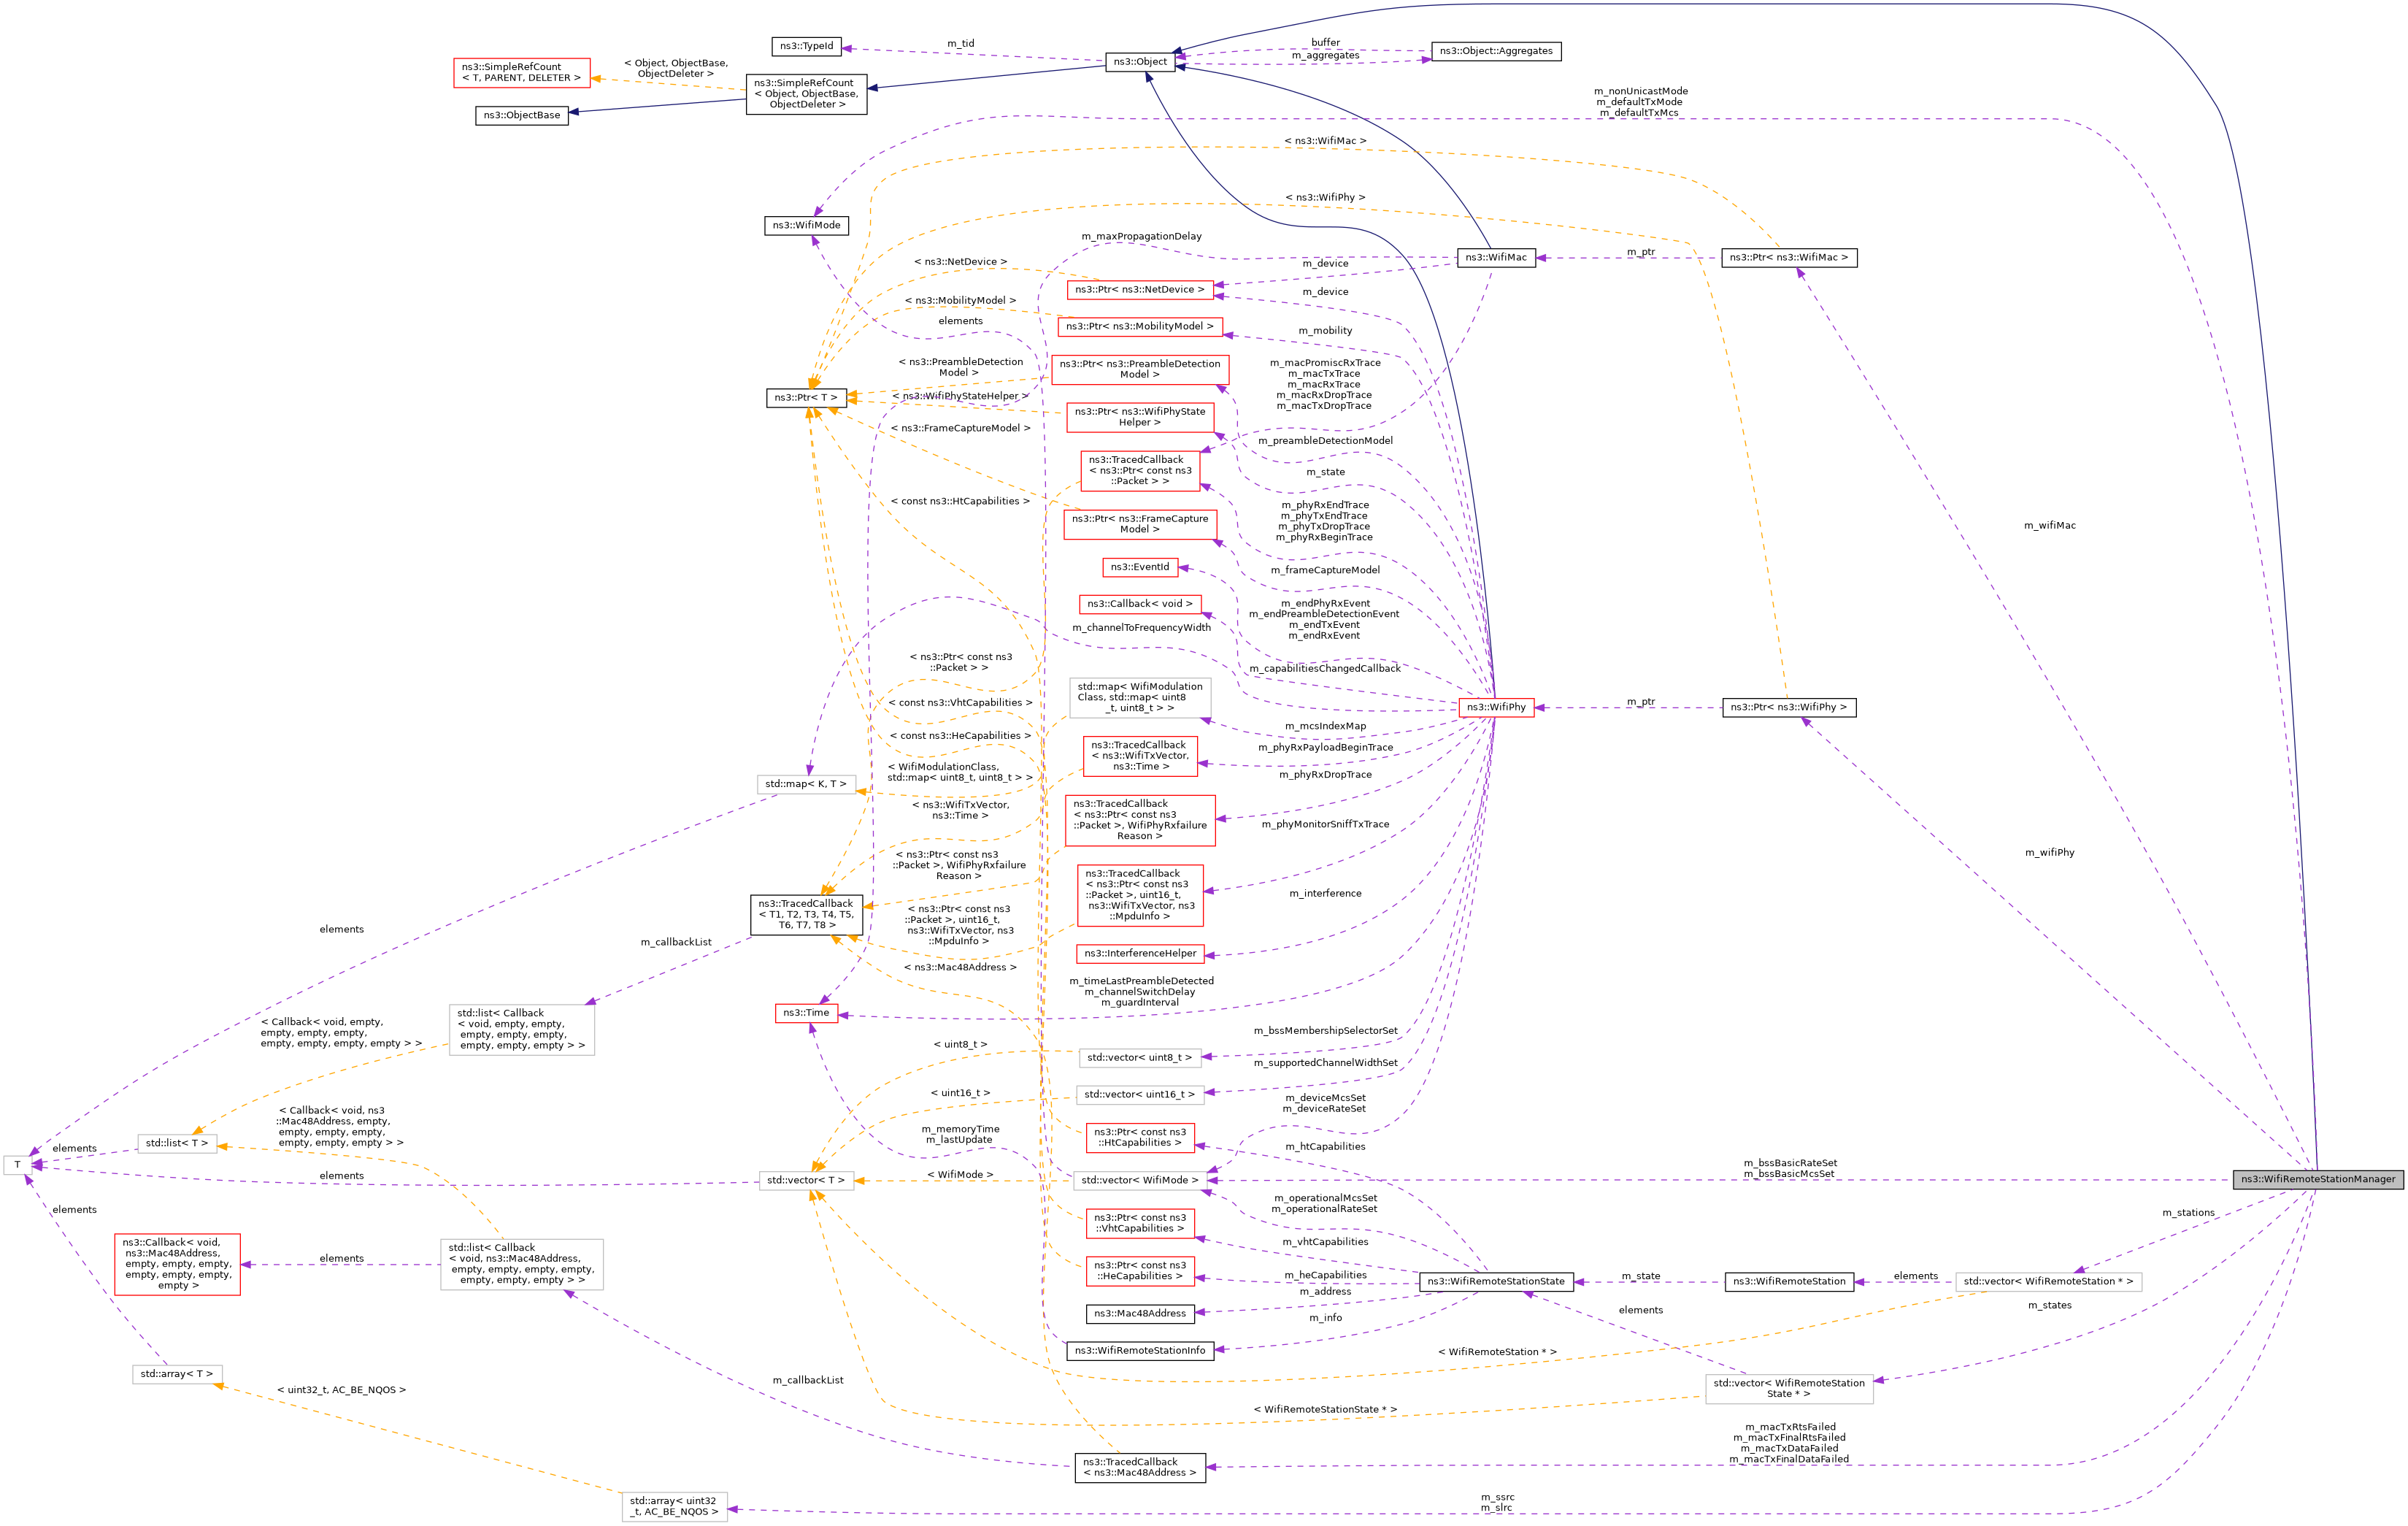 ns3::TypeId
m_tid
ns3::Object
buffer
m_aggregates
ns3::Object::Aggregates
ns3::SimpleRefCount
< T, PARENT, DELETER >
< Object, ObjectBase,
ObjectDeleter >
ns3::SimpleRefCount
< Object, ObjectBase,
ObjectDeleter >
ns3::ObjectBase
m_nonUnicastMode
m_defaultTxMode
m_defaultTxMcs
< ns3::WifiMac >
< ns3::WifiPhy >
ns3::WifiMode
m_maxPropagationDelay
ns3::WifiMac
m_ptr
ns3::Ptr< ns3::WifiMac >
< ns3::NetDevice >
m_device
ns3::Ptr< ns3::NetDevice >
m_device
< ns3::MobilityModel >
elements
ns3::Ptr< ns3::MobilityModel >
m_mobility
< ns3::PreambleDetection
Model >
ns3::Ptr< ns3::PreambleDetection
Model >
m_macPromiscRxTrace
m_macTxTrace
m_macRxTrace
m_macRxDropTrace
m_macTxDropTrace
ns3::Ptr< T >
< ns3::WifiPhyStateHelper >
ns3::Ptr< ns3::WifiPhyState
Helper >
< ns3::FrameCaptureModel >
m_preambleDetectionModel
ns3::TracedCallback
< ns3::Ptr< const ns3
::Packet > >
m_state
< const ns3::HtCapabilities >
m_phyRxEndTrace
m_phyTxEndTrace
m_phyTxDropTrace
m_phyRxBeginTrace
ns3::Ptr< ns3::FrameCapture
Model >
m_wifiMac
ns3::EventId
m_frameCaptureModel
ns3::Callback< void >
m_endPhyRxEvent
m_endPreambleDetectionEvent
m_endTxEvent
m_endRxEvent
m_channelToFrequencyWidth
< ns3::Ptr< const ns3
::Packet > >
m_capabilitiesChangedCallback
std::map< WifiModulation
Class, std::map< uint8
_t, uint8_t > >
< const ns3::VhtCapabilities >
ns3::WifiPhy
m_ptr
ns3::Ptr< ns3::WifiPhy >
m_mcsIndexMap
< const ns3::HeCapabilities >
ns3::TracedCallback
< ns3::WifiTxVector,
ns3::Time >
m_phyRxPayloadBeginTrace
< WifiModulationClass,
std::map< uint8_t, uint8_t > >
std::map< K, T >
m_phyRxDropTrace
< ns3::WifiTxVector,
ns3::Time >
ns3::TracedCallback
< ns3::Ptr< const ns3
::Packet >, WifiPhyRxfailure
Reason >
m_phyMonitorSniffTxTrace
m_wifiPhy
< ns3::Ptr< const ns3
::Packet >, WifiPhyRxfailure
Reason >
ns3::TracedCallback
< ns3::Ptr< const ns3
::Packet >, uint16_t,
ns3::WifiTxVector, ns3
::MpduInfo >
m_interference
ns3::TracedCallback
< T1, T2, T3, T4, T5,
T6, T7, T8 >
< ns3::Ptr< const ns3
::Packet >, uint16_t,
ns3::WifiTxVector, ns3
::MpduInfo >
elements
m_callbackList
ns3::InterferenceHelper
< ns3::Mac48Address >
m_timeLastPreambleDetected
m_channelSwitchDelay
m_guardInterval
ns3::Time
std::list< Callback
< void, empty, empty,
empty, empty, empty,
empty, empty, empty > >
< Callback< void, empty,
empty, empty, empty,
empty, empty, empty, empty > >
m_bssMembershipSelectorSet
< uint8_t >
std::vector< uint8_t >
m_supportedChannelWidthSet
< uint16_t >
std::vector< uint16_t >
m_deviceMcsSet
m_deviceRateSet
< Callback< void, ns3
::Mac48Address, empty,
empty, empty, empty,
empty, empty, empty > >
std::list< T >
elements
m_memoryTime
m_lastUpdate
ns3::Ptr< const ns3
::HtCapabilities >
m_htCapabilities
T
elements
std::vector< T >
< WifiMode >
std::vector< WifiMode >
m_bssBasicRateSet
m_bssBasicMcsSet
ns3::WifiRemoteStationManager
m_operationalMcsSet
m_operationalRateSet
elements
ns3::Ptr< const ns3
::VhtCapabilities >
m_stations
m_vhtCapabilities
ns3::Callback< void,
ns3::Mac48Address,
empty, empty, empty,
empty, empty, empty,
empty >
elements
std::list< Callback
< void, ns3::Mac48Address,
empty, empty, empty, empty,
empty, empty, empty > >
ns3::Ptr< const ns3
::HeCapabilities >
m_heCapabilities
ns3::WifiRemoteStationState
m_state
ns3::WifiRemoteStation
elements
std::vector< WifiRemoteStation * >
m_address
ns3::Mac48Address
m_info
elements
m_states
ns3::WifiRemoteStationInfo
< WifiRemoteStation * >
std::array< T >
m_callbackList
< uint32_t, AC_BE_NQOS >
std::vector< WifiRemoteStation
State * >
< WifiRemoteStationState * >
m_macTxRtsFailed
m_macTxFinalRtsFailed
m_macTxDataFailed
m_macTxFinalDataFailed
ns3::TracedCallback
< ns3::Mac48Address >
std::array< uint32
_t, AC_BE_NQOS >
m_ssrc
m_slrc